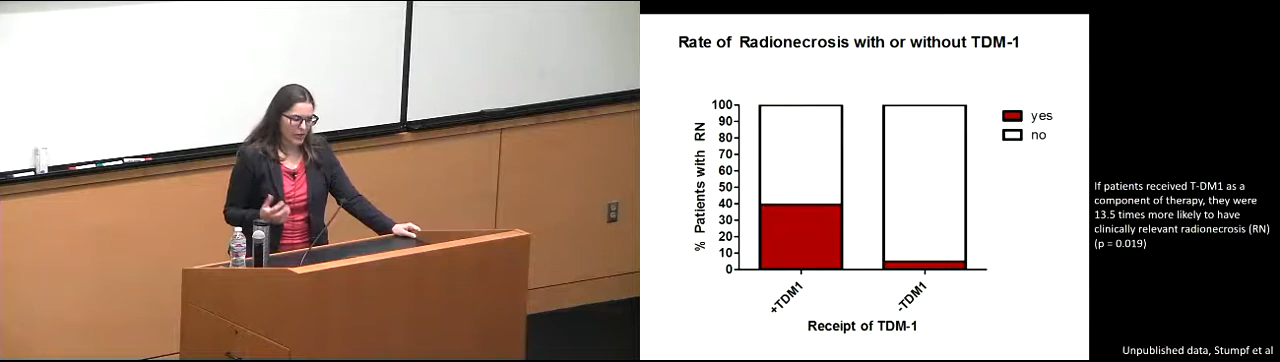 Rate of Radionecrosis with or without TDM-1
100
90
80
70
60
50
40
30
20
10
0
% Patients with RN
+TDM1
-TDM1
Receipt of TDM-1
yes
no
If patients received T-DM1 as a
component of therapy, they were
13.5 times more likely to have
clinically relevant radionecrosis (RN)
(p = 0.019)
Unpublished data, Stumpf et al